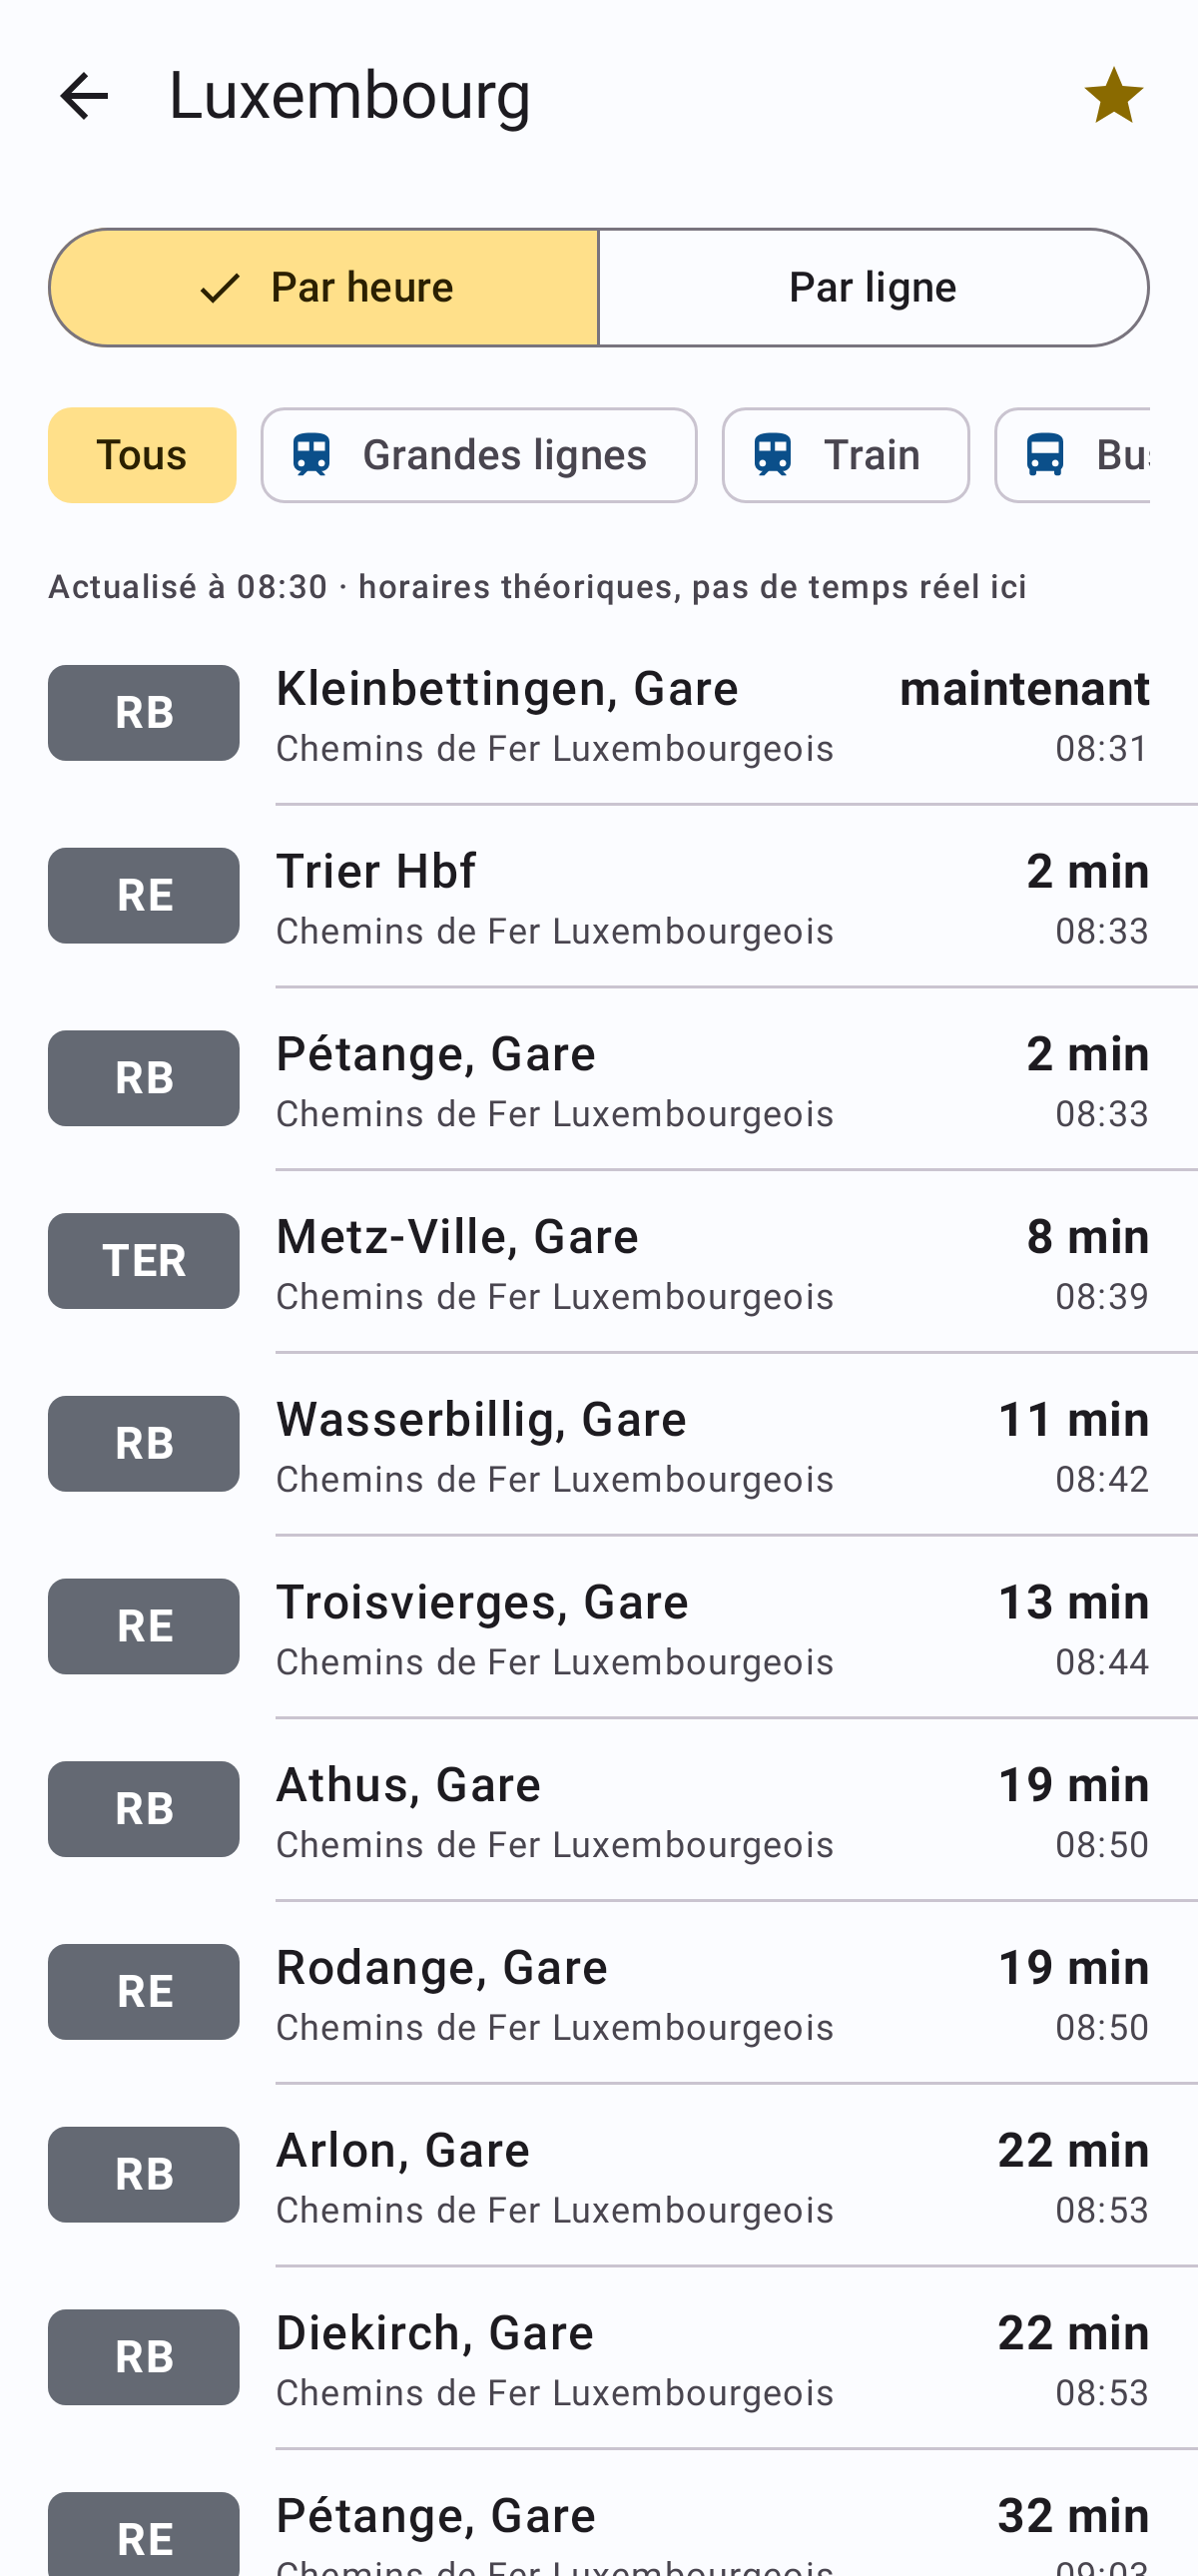 Luxembourg
Par heure
Par ligne
Tous
Grandes lignes
Train
Actualisé à 08:30 · horaires théoriques, pas de temps réel ici
RB
Kleinbettingen, Gare
maintenant
Chemins de Fer Luxembourgeois
08:31
RE
Trier Hbf
2 min
Chemins de Fer Luxembourgeois
08:33
RB
Pétange, Gare
2 min
Chemins de Fer Luxembourgeois
08:33
TER
Metz-Ville, Gare
8 min
Chemins de Fer Luxembourgeois
08:39
RB
Wasserbillig, Gare
11 min
Chemins de Fer Luxembourgeois
08:42
RE
Troisvierges, Gare
13 min
Chemins de Fer Luxembourgeois
08:44
RB
Athus, Gare
19 min
Chemins de Fer Luxembourgeois
08:50
RE
Rodange, Gare
19 min
Chemins de Fer Luxembourgeois
08:50
RB
Arlon, Gare
22 min
Chemins de Fer Luxembourgeois
08:53
RB
Diekirch, Gare
22 min
Chemins de Fer Luxembourgeois
08:53
RE
Pétange, Gare
32 min
Chemins de Fer Luxembourgeois
09:03